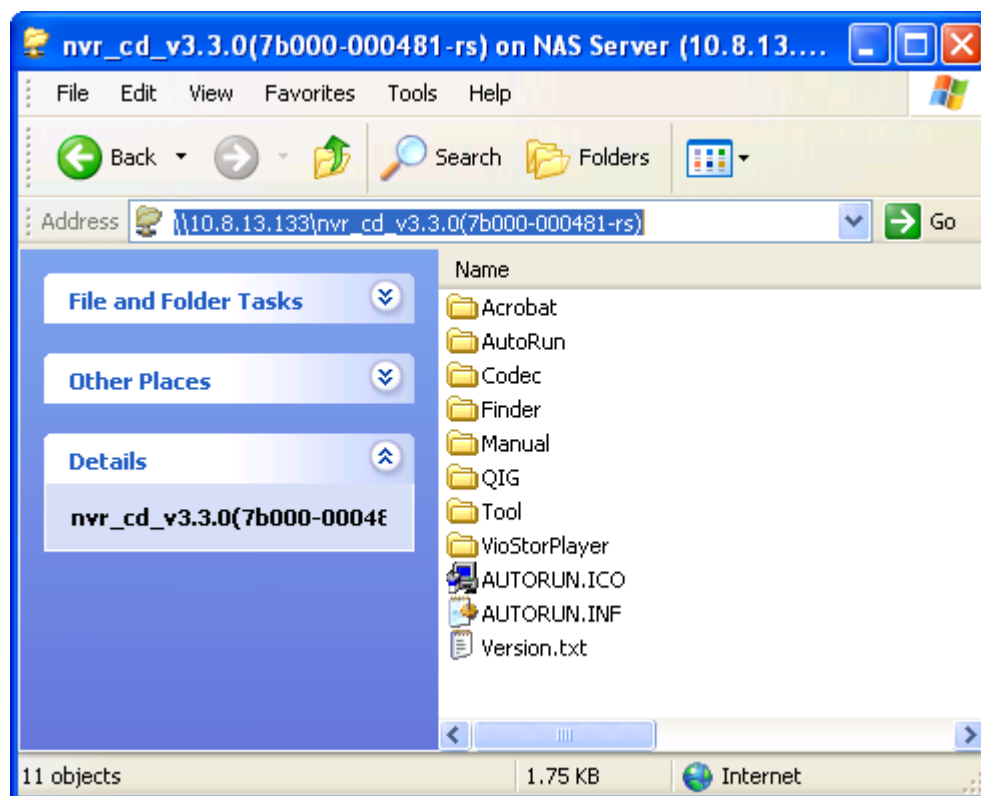 nvr_cd_v3.3.0(7b000-000481-rs) on NAS Server (10.8.13....
File Edit View Favorites Tools Help
Back Search Folders
Address \\10.8.13.133\nvr_cd_v3.3.0(7b000-000481-rs) Go
File and Folder Tasks
Other Places
Details
nvr_cd_v3.3.0(7b000-00048
Name
Acrobat
AutoRun
Codec
Finder
Manual
QIG
Tool
VioStorPlayer
AUTORUN.ICO
AUTORUN.INF
Version.txt
11 objects 1.75 KB Internet